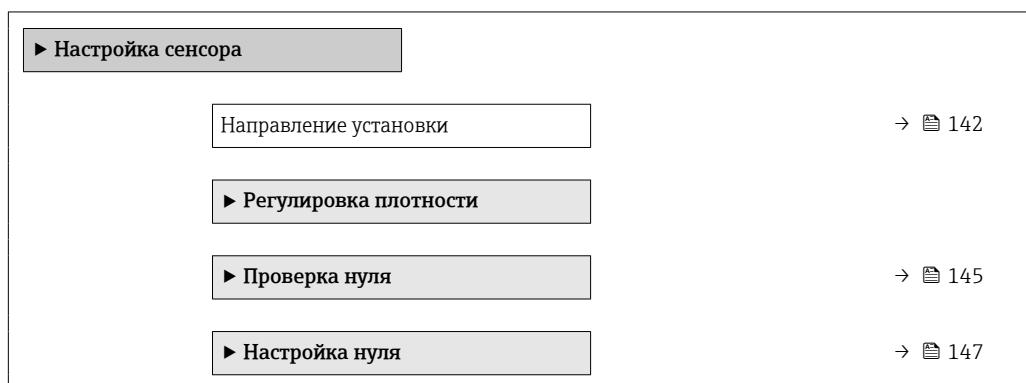 ▶ Настройка сенсора
Направление установки → 142
▶ Регулировка плотности
▶ Проверка нуля → 145
▶ Настройка нуля → 147